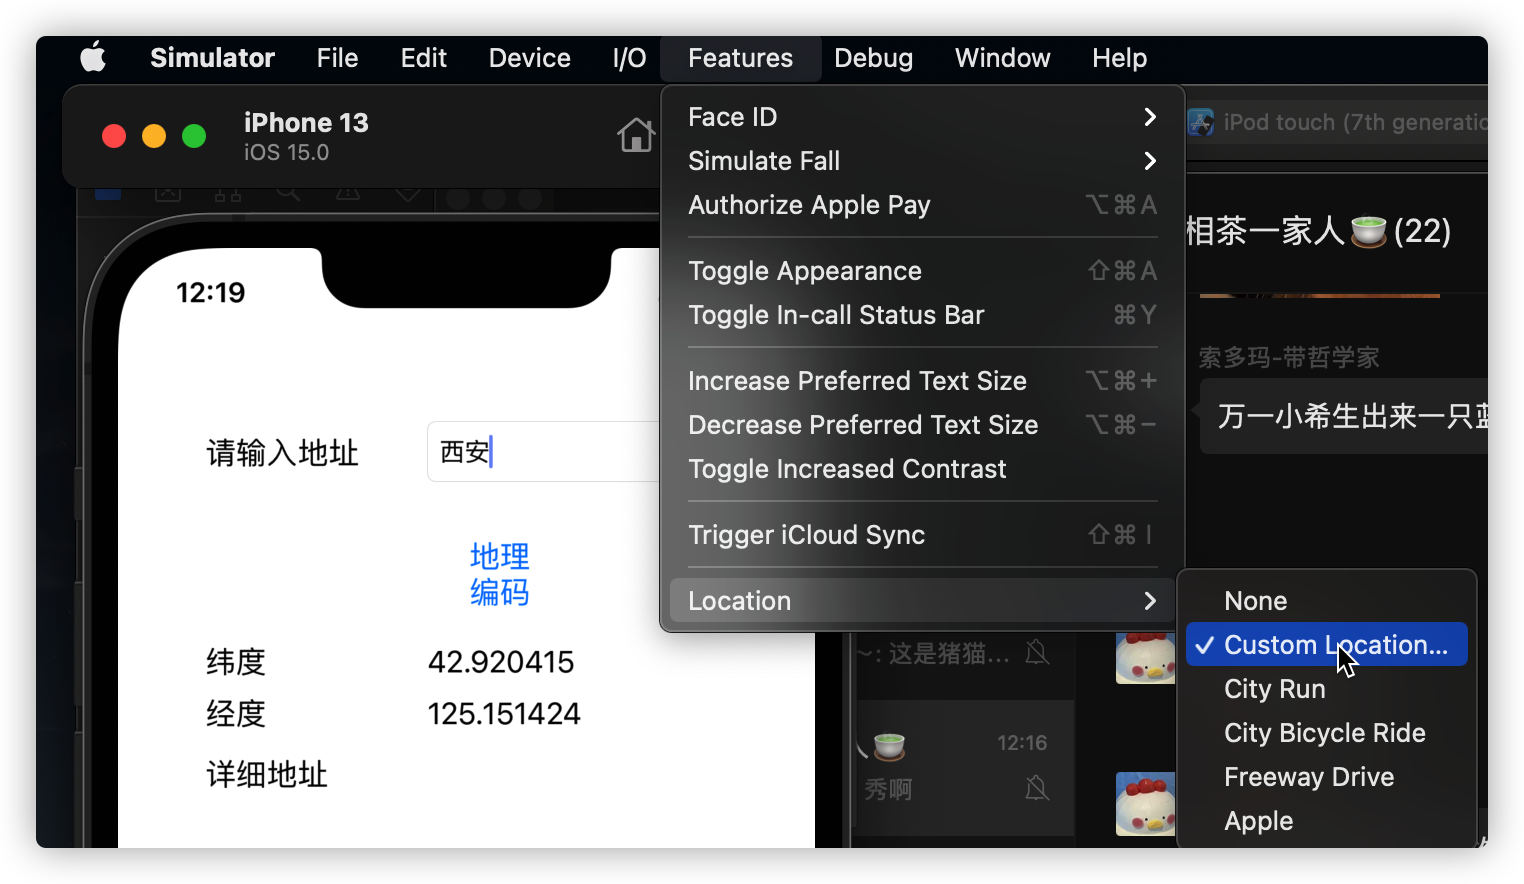 Simulator File Edit Device I/O Features Debug Window Help
iPhone 13
iOS 15.0
12:19
请输入地址 西安
地理
编码
纬度 42.920415
经度 125.151424
详细地址
Face ID
Simulate Fall
Authorize Apple Pay ⌥⌘A
Toggle Appearance ⇧⌘A
Toggle In-call Status Bar ⌘Y
Increase Preferred Text Size ⌥⌘+
Decrease Preferred Text Size ⌥⌘−
Toggle Increased Contrast
Trigger iCloud Sync ⇧⌘I
Location
None
✓ Custom Location...
City Run
City Bicycle Ride
Freeway Drive
Apple
iPod touch (7th
相茶一家人🍵(22)
索多玛-带哲学家
万一小希生出来一只
~: 这是猪猫...
🍵 12:16
秀啊